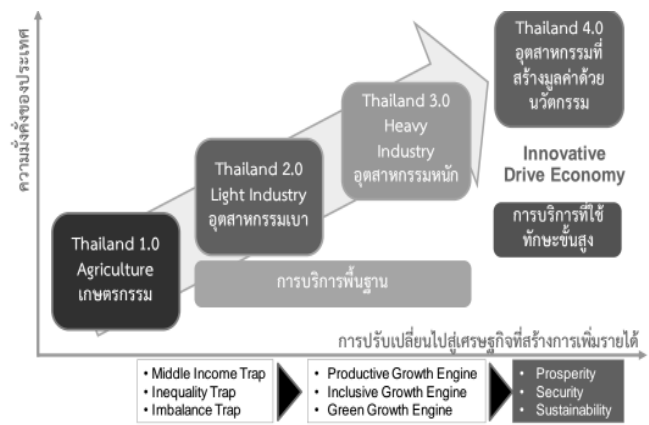 ความมั่งคั่งของประเทศ
Thailand 1.0
Agriculture
เกษตรกรรม
Thailand 2.0
Light Industry
อุตสาหกรรมเบา
Thailand 3.0
Heavy
Industry
อุตสาหกรรมหนัก
Thailand 4.0
อุตสาหกรรมที่
สร้างมูลค่าด้วย
นวัตกรรม
Innovative
Drive Economy
การบริการที่ใช้
ทักษะขั้นสูง
การบริการพื้นฐาน
การปรับเปลี่ยนไปสู่เศรษฐกิจที่สร้างการเพิ่มรายได้
• Middle Income Trap
• Inequality Trap
• Imbalance Trap
• Productive Growth Engine
• Inclusive Growth Engine
• Green Growth Engine
• Prosperity
• Security
• Sustainability